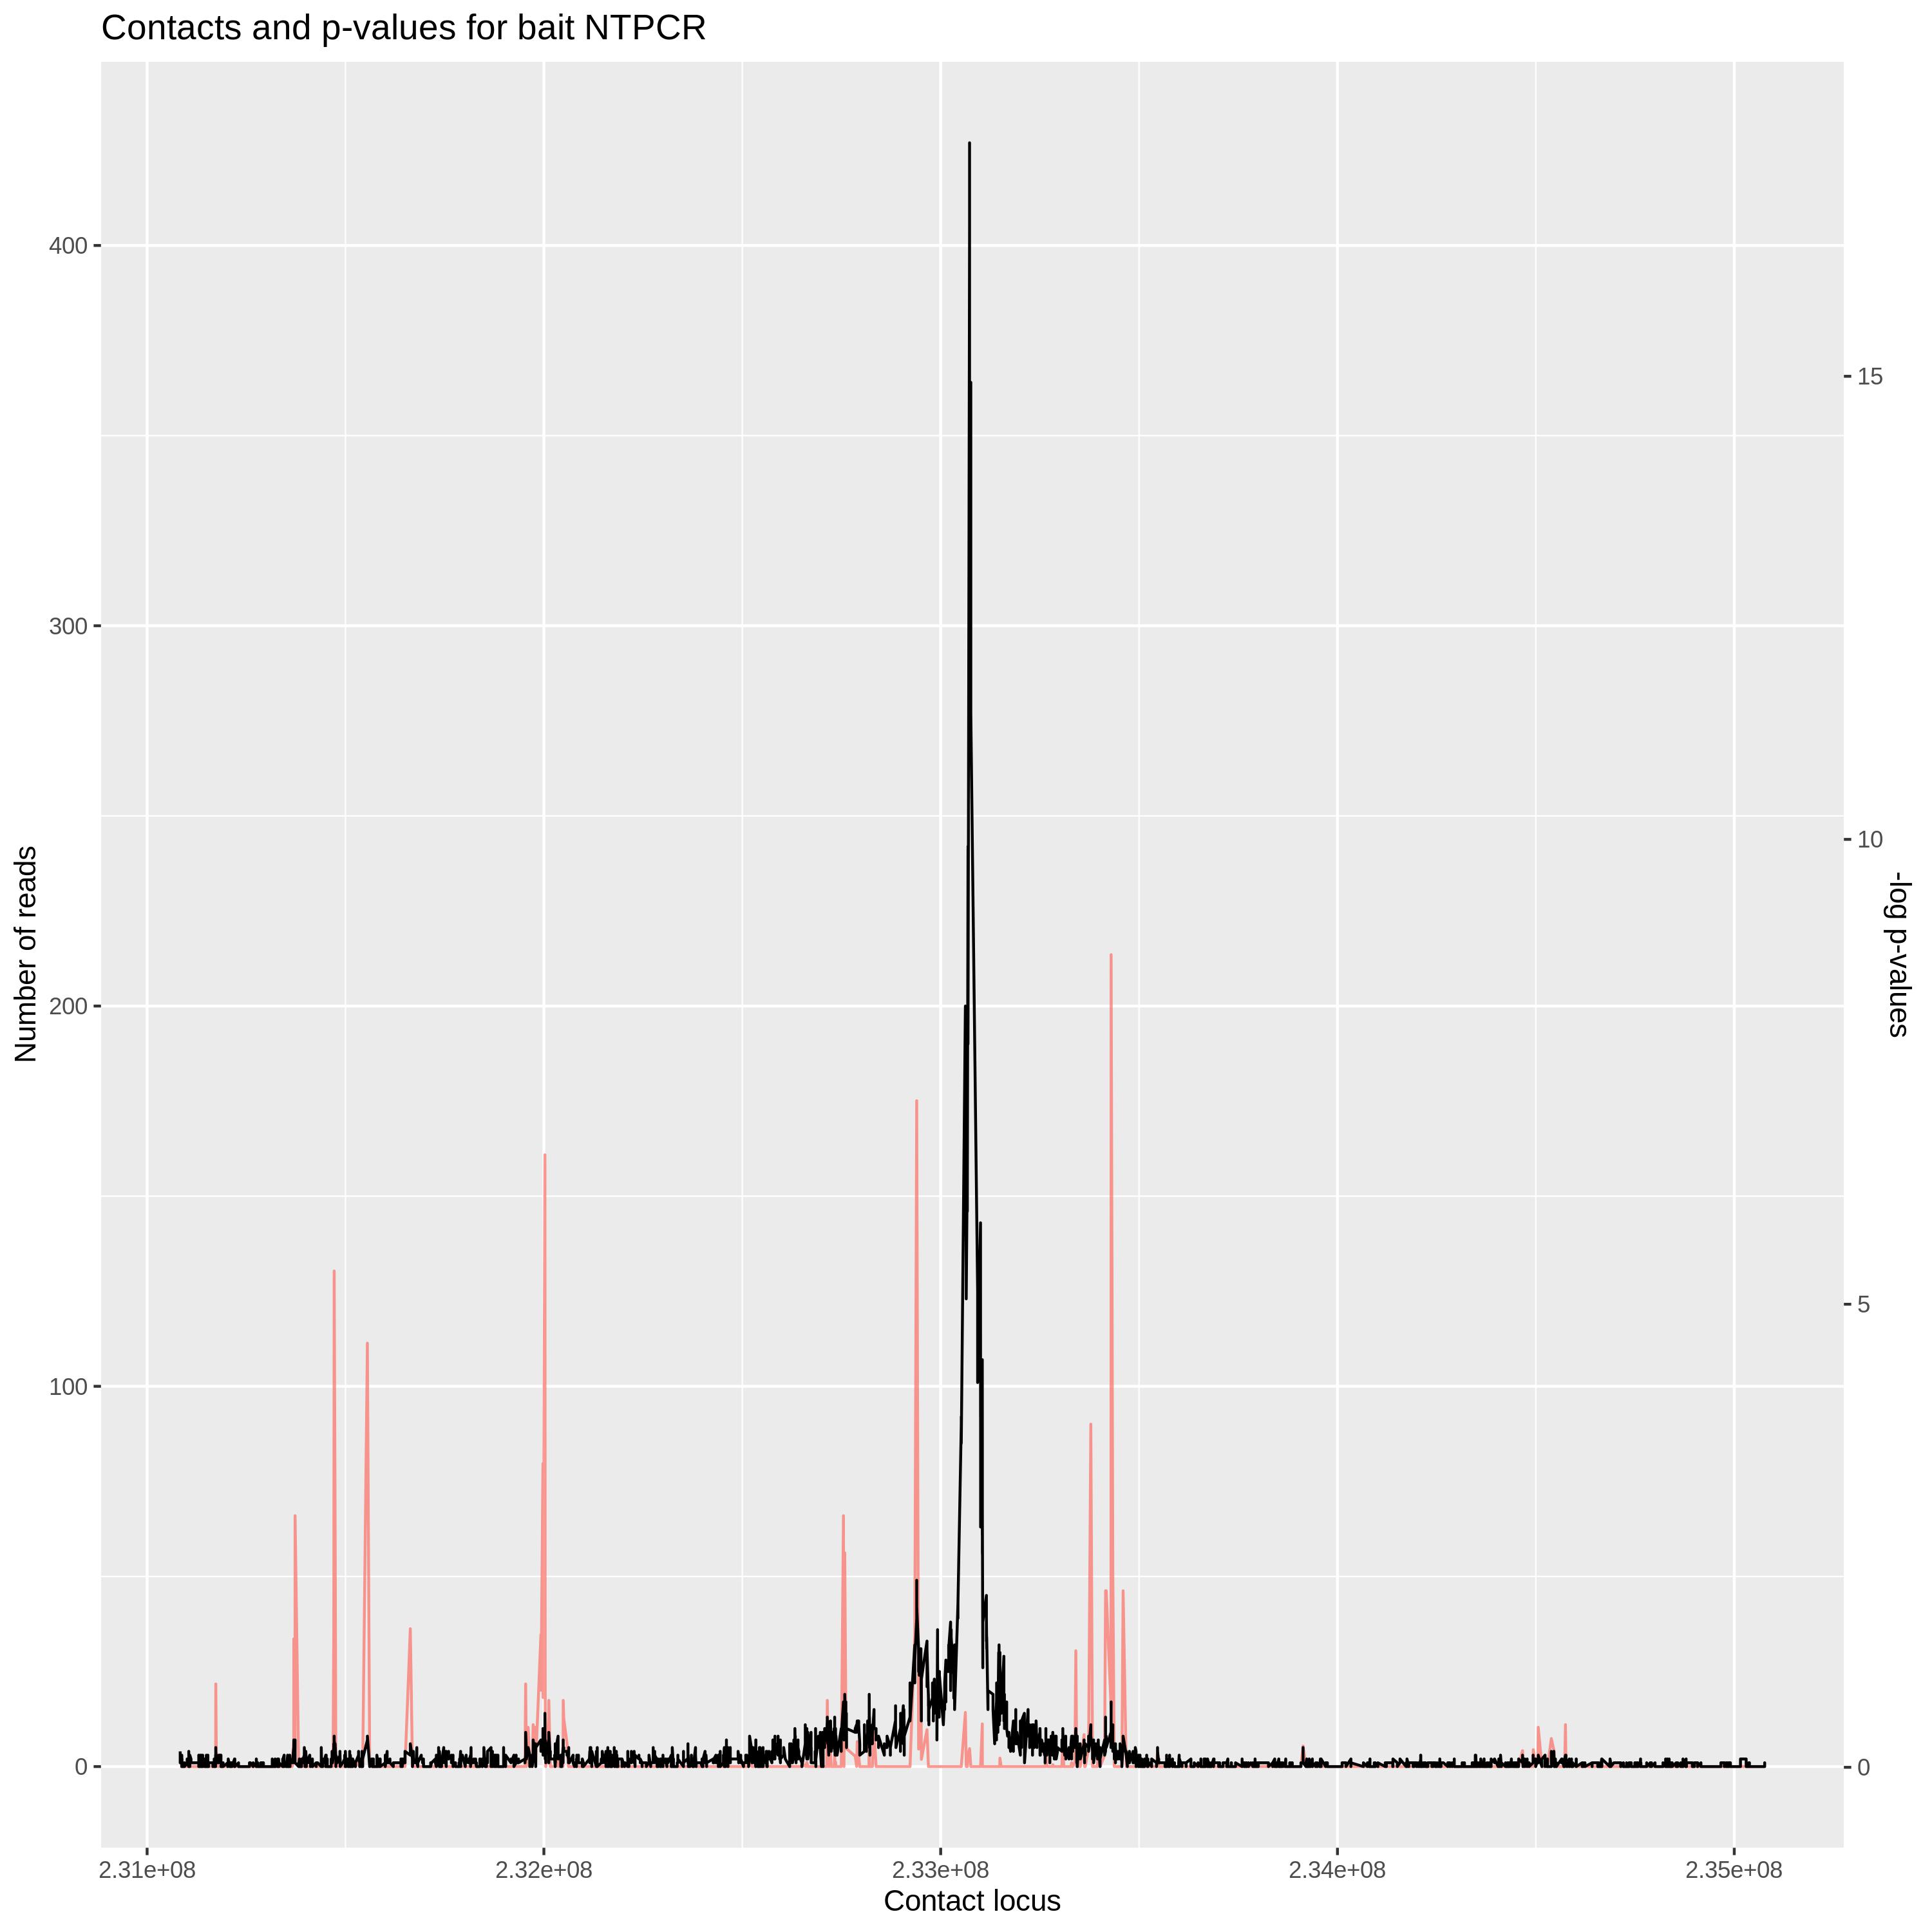 Contacts and p-values for bait NTPCR
400
300
200
100
0
Number of reads
15
10
5
0
-log p-values
2.31e+08
2.32e+08
2.33e+08
2.34e+08
2.35e+08
Contact locus